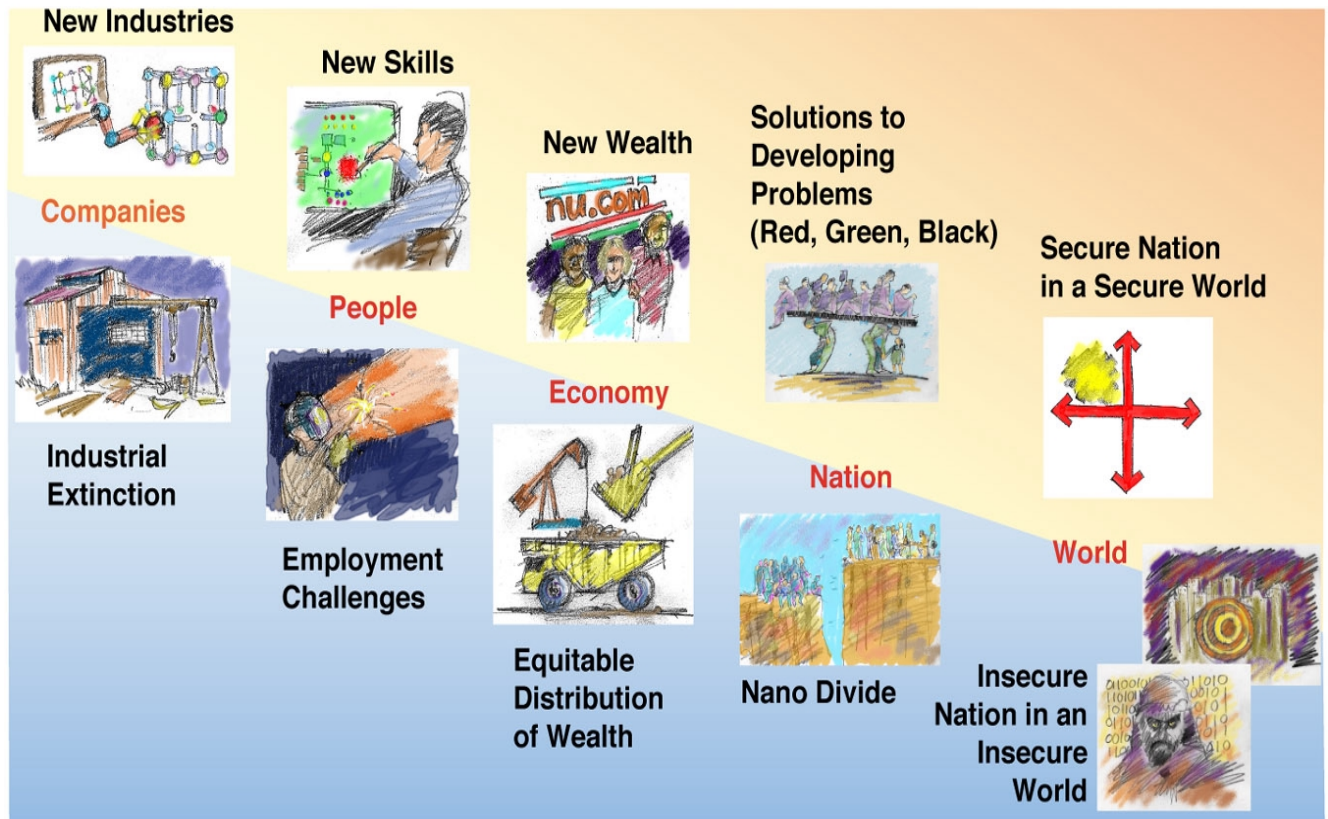 New Industries
Companies
Industrial
Extinction
New Skills
People
Employment
Challenges
New Wealth
nu.com
Economy
Equitable
Distribution
of Wealth
Solutions to
Developing
Problems
(Red, Green, Black)
Nation
Nano Divide
Secure Nation
in a Secure World
World
Insecure
Nation in an
Insecure
World